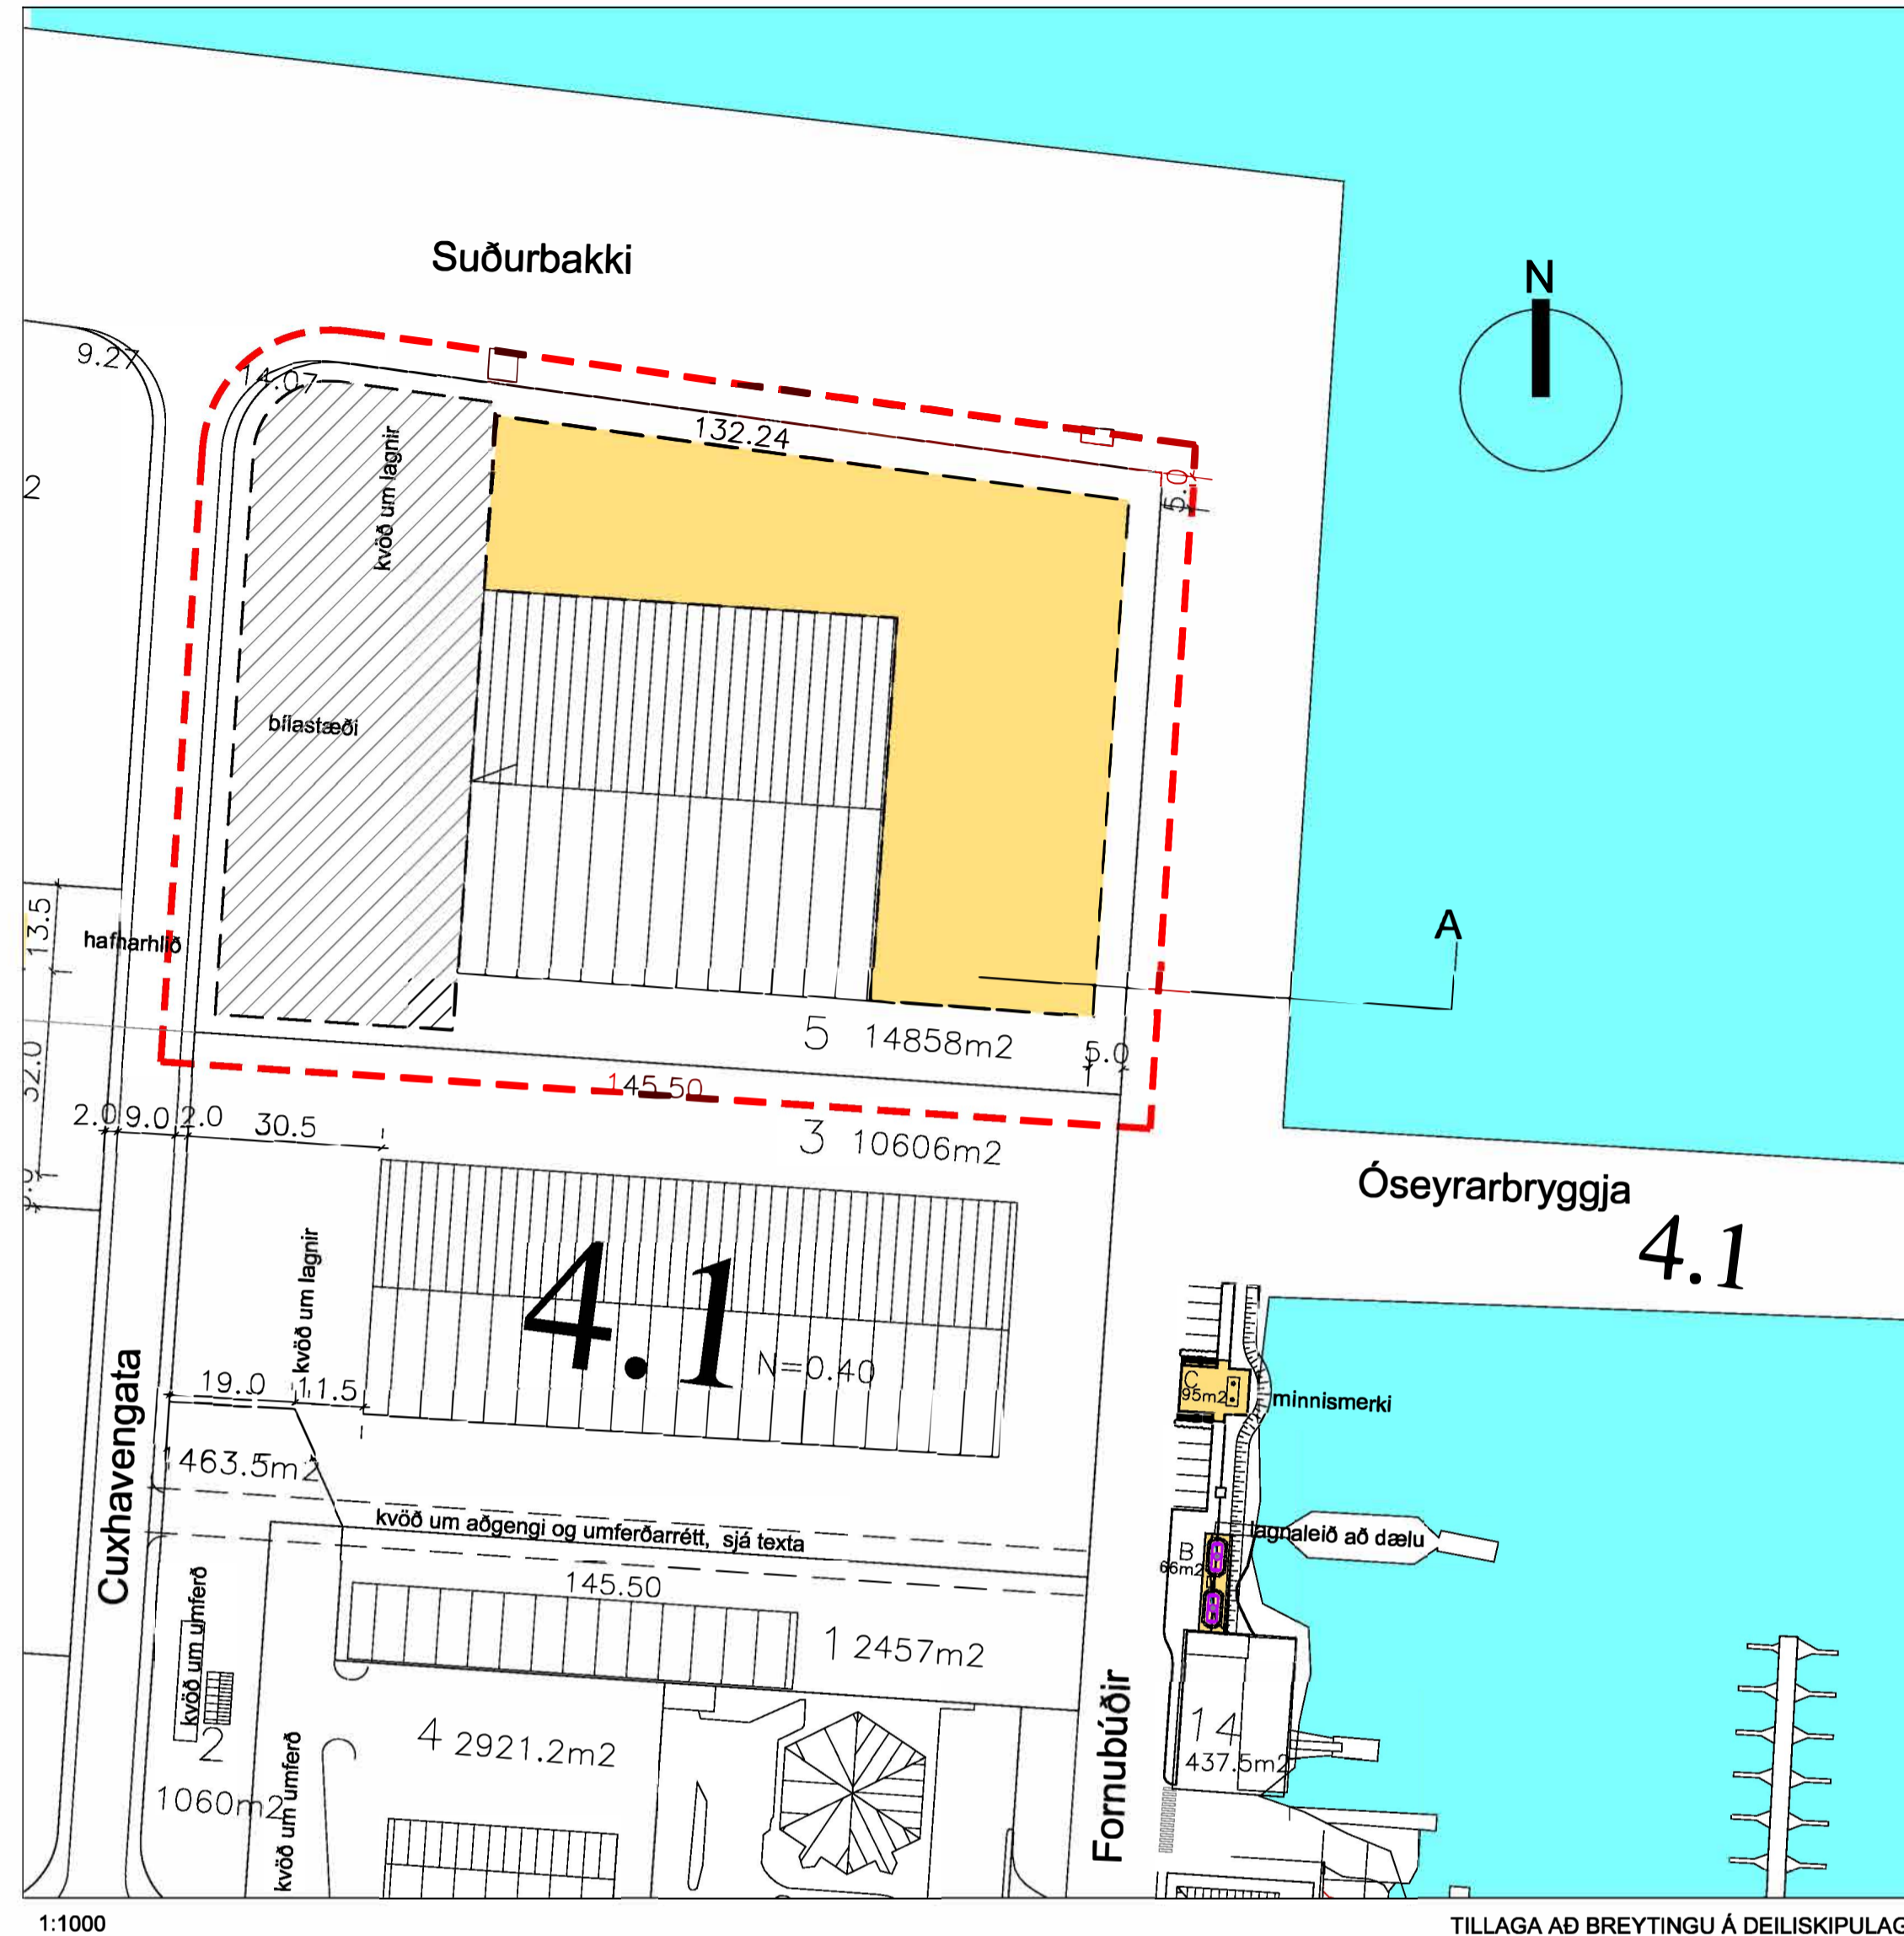 Suðurbakki
N
9.27
14.07
132.24
kvöð um lagnir
2
5.0
bílastæði
A
13.5
hafnarhlið
5 14858m2
5.0
32.0
145.50
2.0 9.0 2.0 30.5
3 10606m2
Óseyrarbryggja
4.1
kvöð um lagnir
4.1
N=0.40
19.0 11.5
C
95m2
minnismerki
Cuxhavengata
1463.5m2
kvöð um aðgengi og umferðarrétt, sjá texta
lagnaleið að dælu
B
66m2
145.50
kvöð um umferð
1 2457m2
Fornubúðir
2
1060m2
kvöð um umferð
4 2921.2m2
14
437.5m2
1:1000
TILLAGA AÐ BREYTINGU Á DEILISKIPULAG